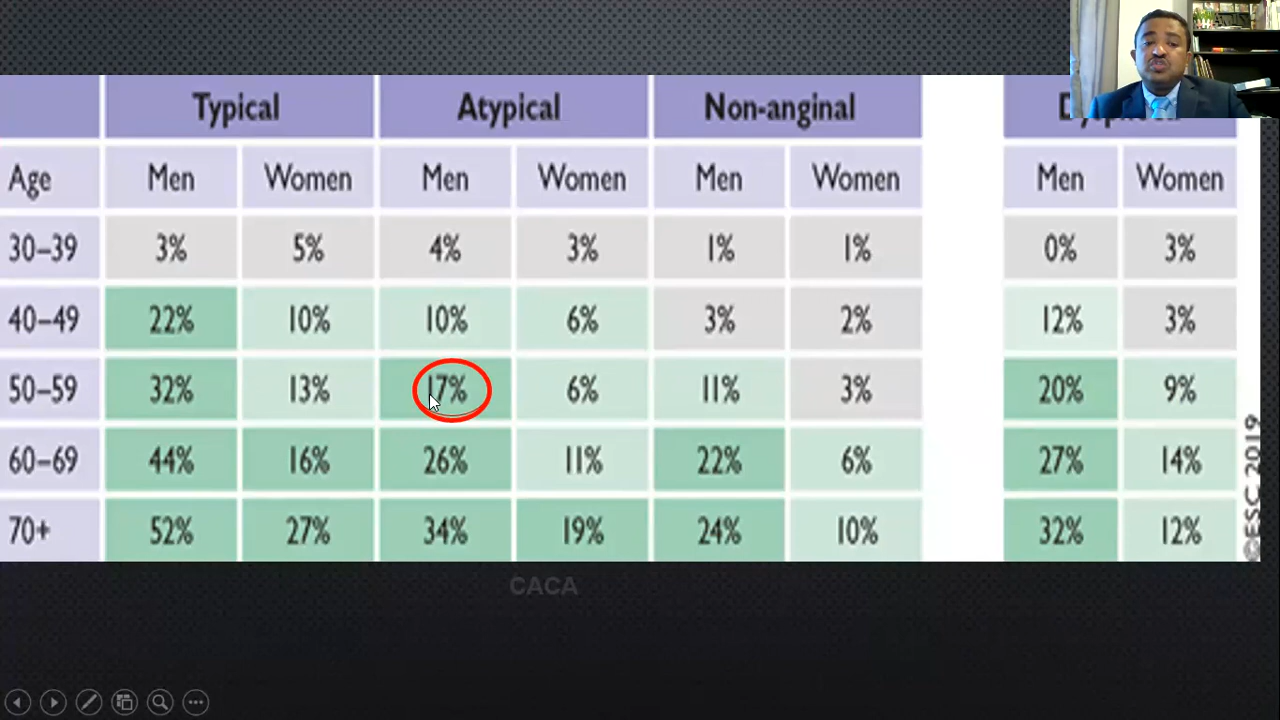 Typical Atypical Non-anginal
Age Men Women Men Women Men Women Men Women
30–39 3% 5% 4% 3% 1% 1% 0% 3%
40–49 22% 10% 10% 6% 3% 2% 12% 3%
50–59 32% 13% 17% 6% 11% 3% 20% 9%
60–69 44% 16% 26% 11% 22% 6% 27% 14%
70+ 52% 27% 34% 19% 24% 10% 32% 12%
©ESC 2019
CACA